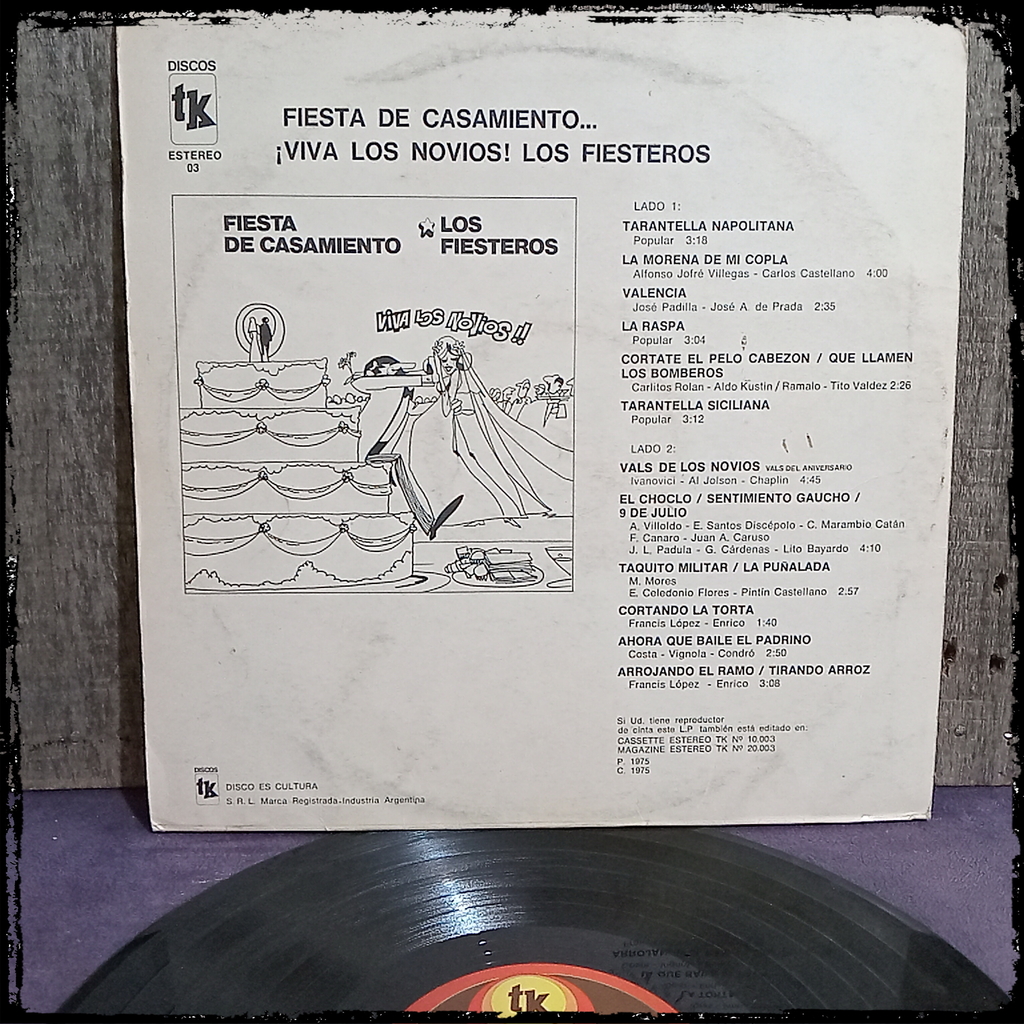 DISCOS
tk
ESTEREO
03
FIESTA DE CASAMIENTO...
¡VIVA LOS NOVIOS! LOS FIESTEROS
FIESTA
DE CASAMIENTO
LOS
FIESTEROS
VIVA LOS NOVIOS!!
LADO 1:
TARANTELLA NAPOLITANA
Popular 3:18
LA MORENA DE MI COPLA
Alfonso Jofré Villegas - Carlos Castellano 4:00
VALENCIA
José Padilla - José A. de Prada 2:35
LA RASPA
Popular 3:04
CORTATE EL PELO CABEZON / QUE LLAMEN
LOS BOMBEROS
Carlitos Rolan - Aldo Kustin / Ramalo - Tito Valdez 2:26
TARANTELLA SICILIANA
Popular 3:12
LADO 2:
VALS DE LOS NOVIOS VALS DEL ANIVERSARIO
Ivanovici - Al Jolson - Chaplin 4:45
EL CHOCLO / SENTIMIENTO GAUCHO /
9 DE JULIO
A. Villoldo - E. Santos Discépolo - C. Marambio Catán
F. Canaro - Juan A. Caruso
J. L. Padula - G. Cárdenas - Lito Bayardo 4:10
TAQUITO MILITAR / LA PUÑALADA
M. Mores
E. Celedonio Flores - Pintín Castellano 2.57
CORTANDO LA TORTA
Francis López - Enrico 1:40
AHORA QUE BAILE EL PADRINO
Costa - Vignola - Condró 2:50
ARROJANDO EL RAMO / TIRANDO ARROZ
Francis López - Enrico 3:08
Si Ud. tiene reproductor
de cinta este L.P. también está editado en:
CASSETTE ESTEREO TK Nº 10.003
MAGAZINE ESTEREO TK Nº 20.003
P. 1975
C. 1975
DISCOS
tk
DISCO ES CULTURA
S. R. L. Marca Registrada-Industria Argentina
tk